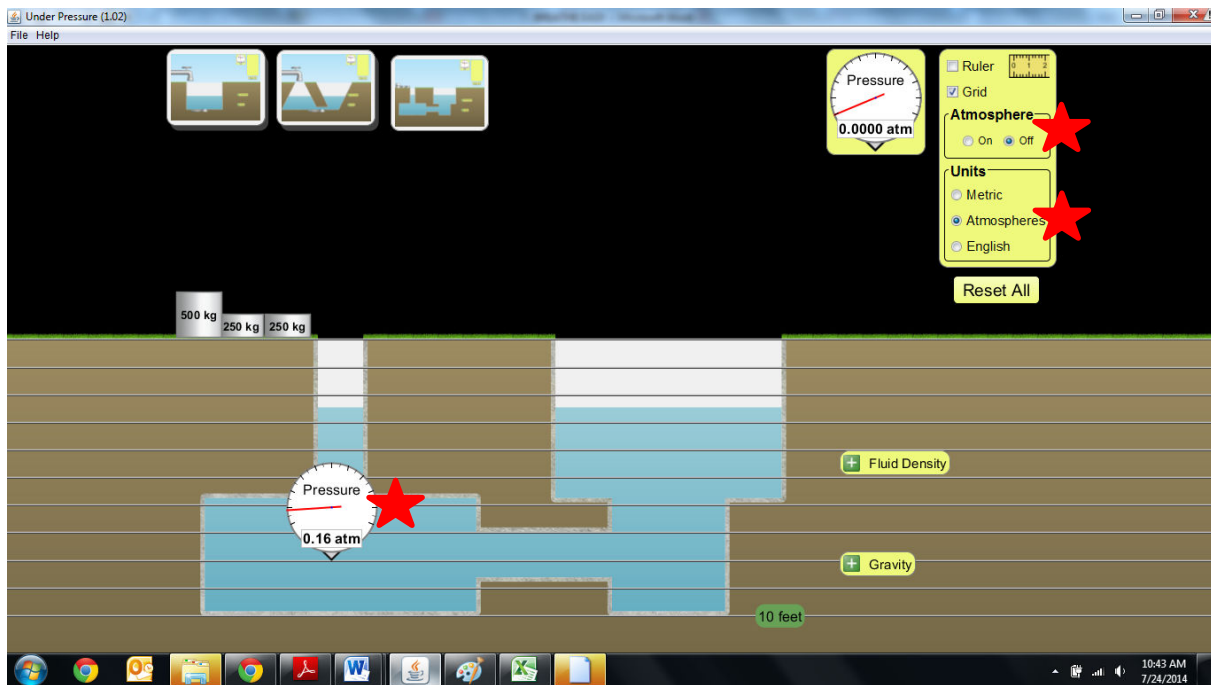 Under Pressure (1.02)
File Help
Pressure
0.0000 atm
Ruler
0 1 2
Grid
Atmosphere
On Off
Units
Metric
Atmospheres
English
Reset All
500 kg
250 kg
250 kg
Fluid Density
Pressure
0.16 atm
Gravity
10 feet
10:43 AM
7/24/2014